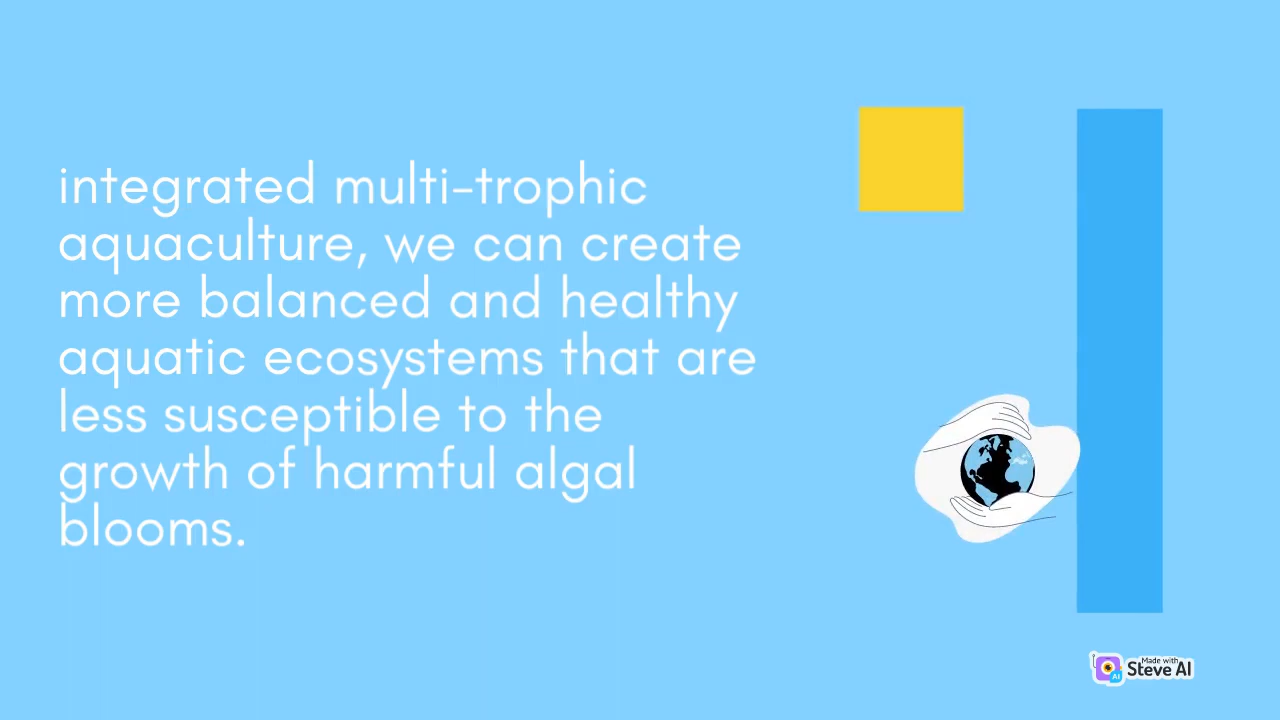 integrated multi-trophic
aquaculture, we can create
more balanced and healthy
aquatic ecosystems that are
less susceptible to the
growth of harmful algal
blooms.
Made with
Steve AI
AI